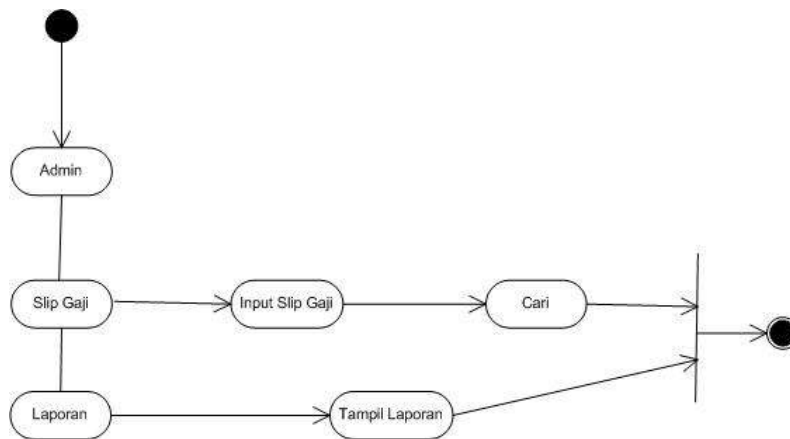 Admin
Slip Gaji
Input Slip Gaji
Cari
Laporan
Tampil Laporan